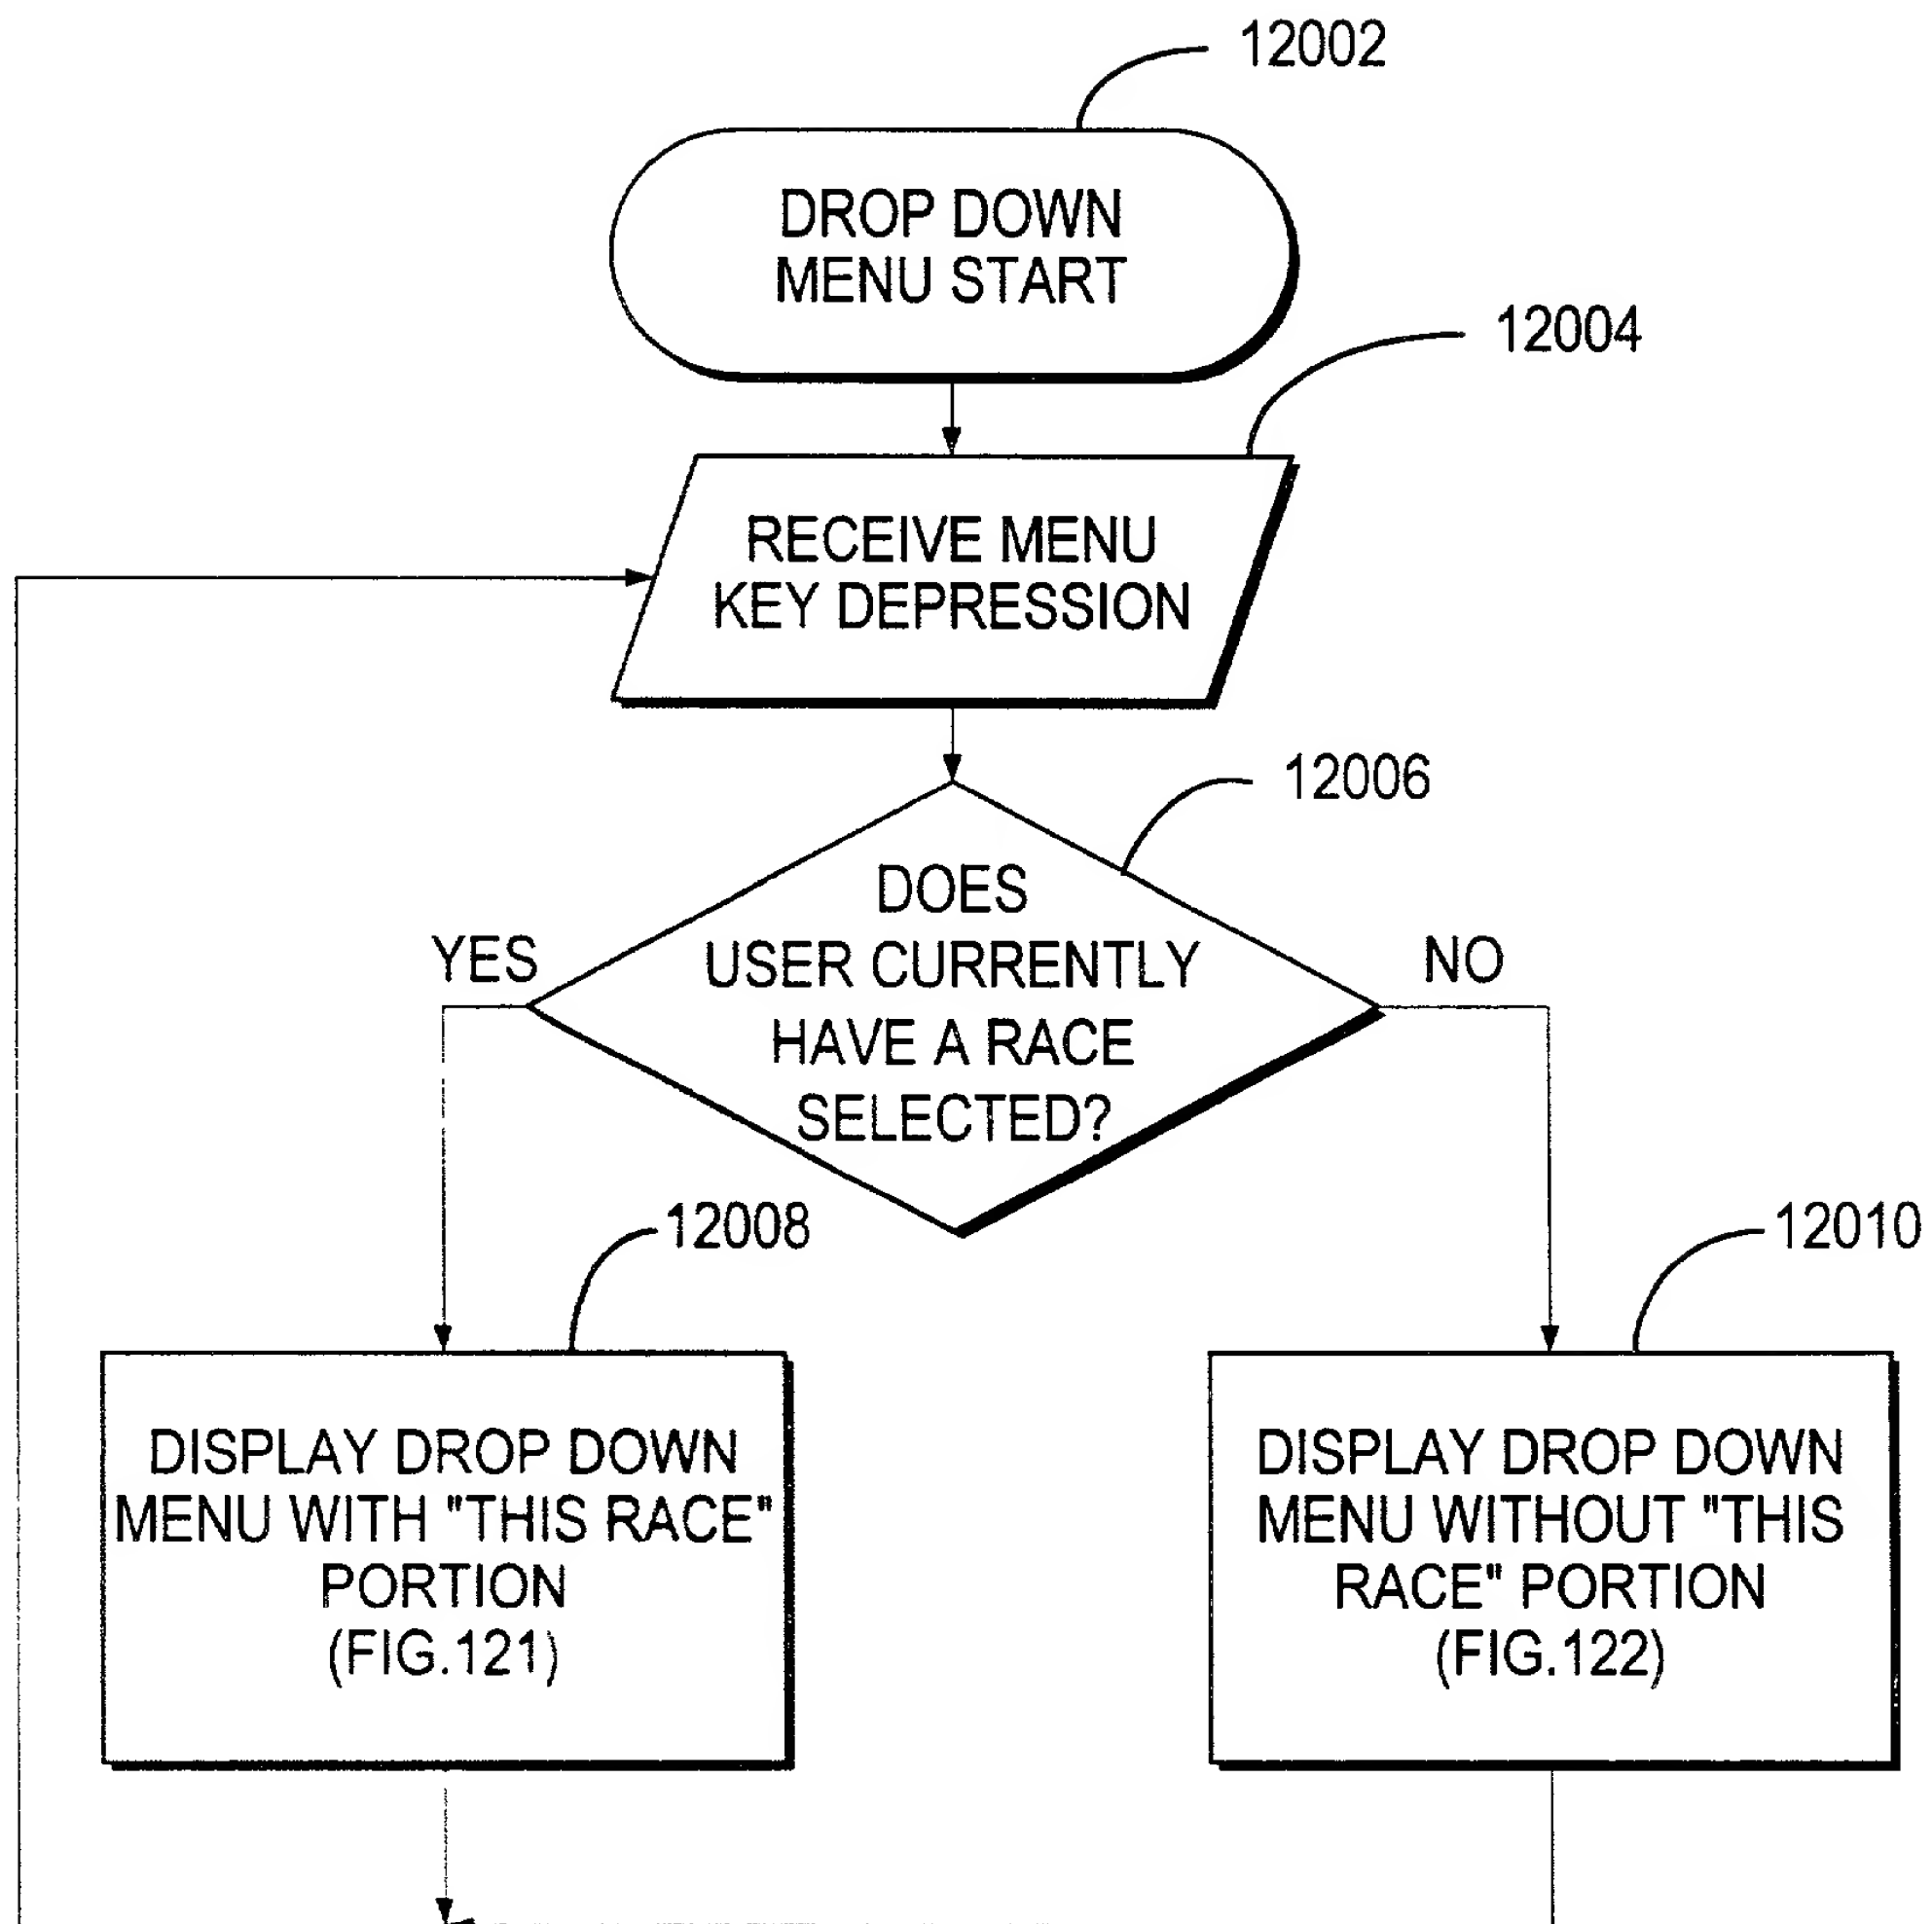 12002
DROP DOWN
MENU START
12004
RECEIVE MENU
KEY DEPRESSION
12006
DOES
USER CURRENTLY
HAVE A RACE
SELECTED?
YES
NO
12008
12010
DISPLAY DROP DOWN
MENU WITH "THIS RACE"
PORTION
(FIG.121)
DISPLAY DROP DOWN
MENU WITHOUT "THIS
RACE" PORTION
(FIG.122)